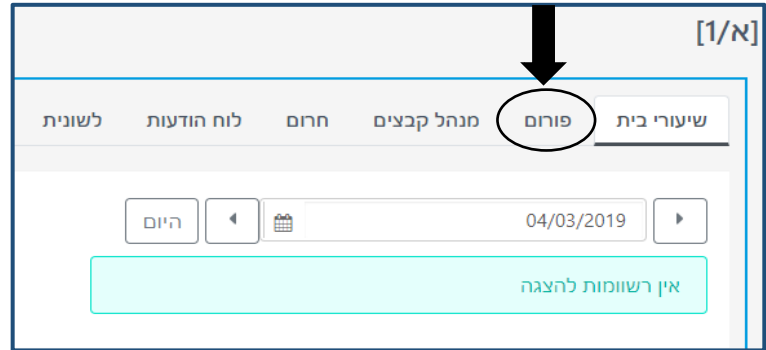 [א/1]
שיעורי בית פורום מנהל קבצים חרום לוח הודעות לשונית
04/03/2019 היום
אין רשוומות להצגה